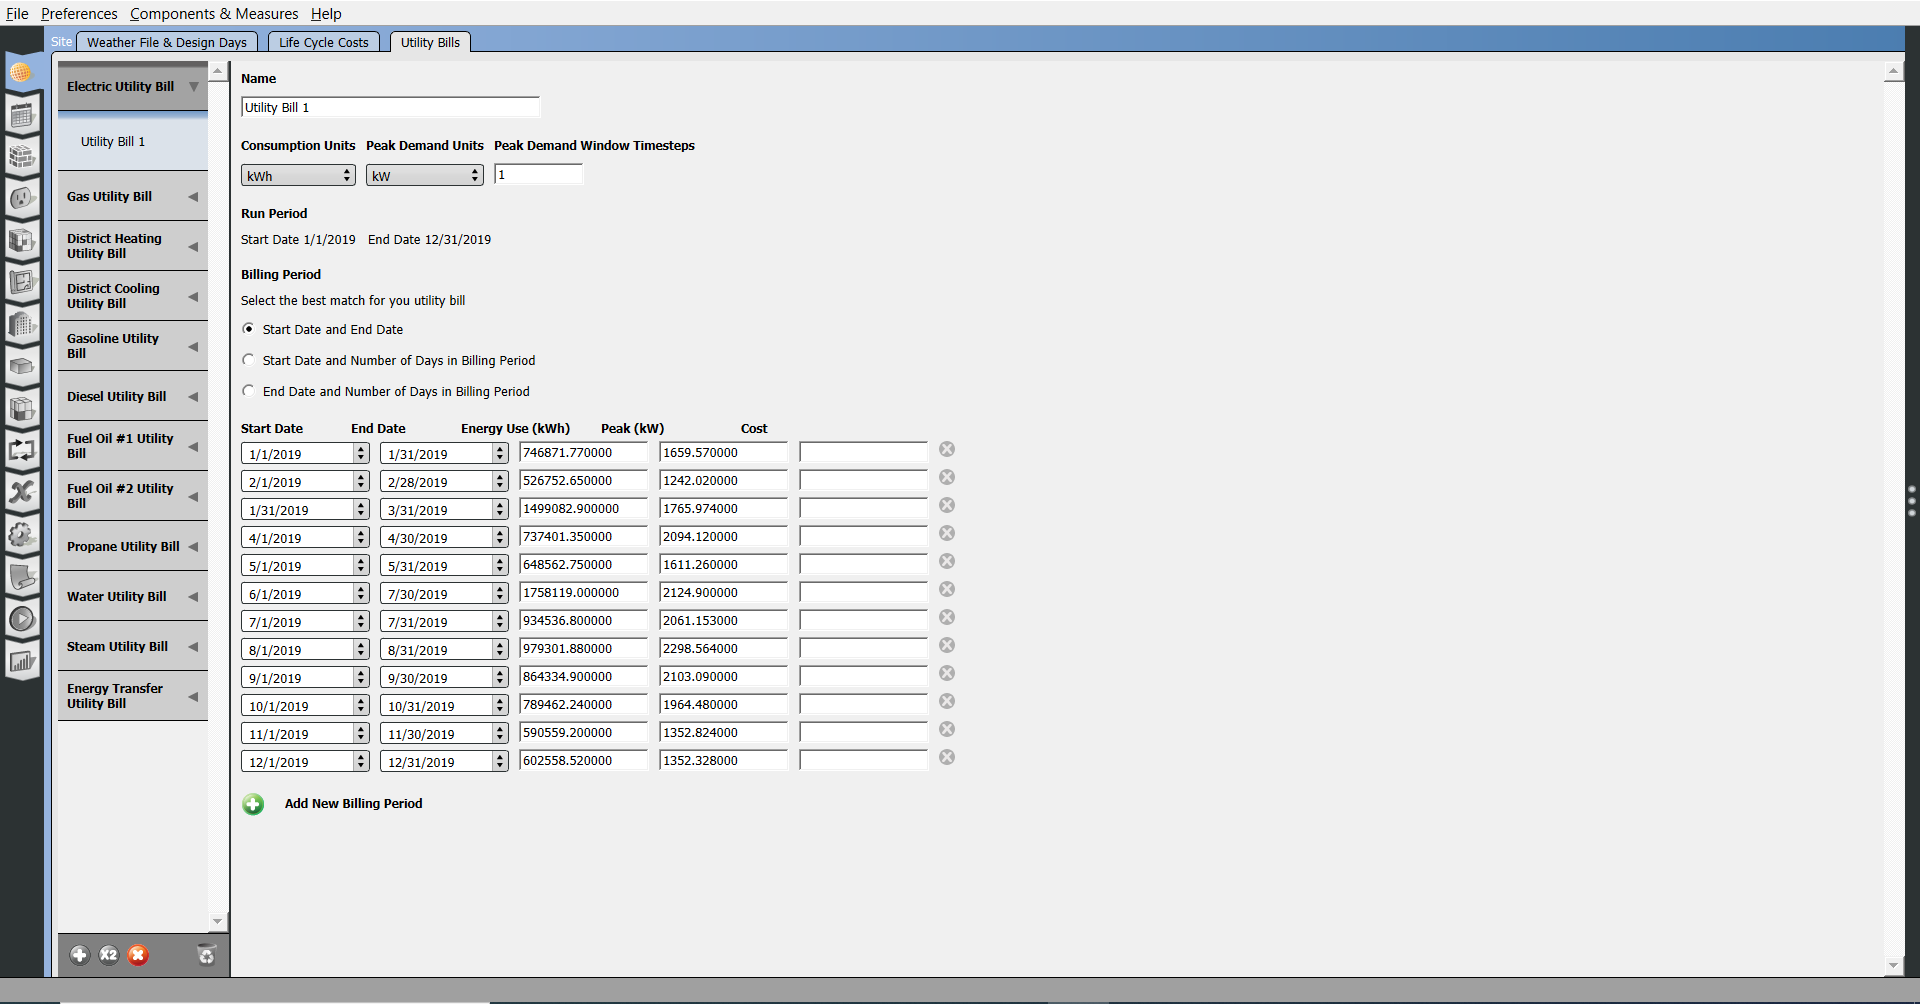 File Preferences Components & Measures Help
Site Weather File & Design Days Life Cycle Costs Utility Bills
Electric Utility Bill
Utility Bill 1
Gas Utility Bill
District Heating
Utility Bill
District Cooling
Utility Bill
Gasoline Utility
Bill
Diesel Utility Bill
Fuel Oil #1 Utility
Bill
Fuel Oil #2 Utility
Bill
Propane Utility Bill
Water Utility Bill
Steam Utility Bill
Energy Transfer
Utility Bill
X2
Name
Utility Bill 1
Consumption Units Peak Demand Units Peak Demand Window Timesteps
kWh kW 1
Run Period
Start Date 1/1/2019 End Date 12/31/2019
Billing Period
Select the best match for you utility bill
Start Date and End Date
Start Date and Number of Days in Billing Period
End Date and Number of Days in Billing Period
Start Date End Date Energy Use (kWh) Peak (kW) Cost
1/1/2019 1/31/2019 746871.770000 1659.570000
2/1/2019 2/28/2019 526752.650000 1242.020000
1/31/2019 3/31/2019 1499082.900000 1765.974000
4/1/2019 4/30/2019 737401.350000 2094.120000
5/1/2019 5/31/2019 648562.750000 1611.260000
6/1/2019 7/30/2019 1758119.000000 2124.900000
7/1/2019 7/31/2019 934536.800000 2061.153000
8/1/2019 8/31/2019 979301.880000 2298.564000
9/1/2019 9/30/2019 864334.900000 2103.090000
10/1/2019 10/31/2019 789462.240000 1964.480000
11/1/2019 11/30/2019 590559.200000 1352.824000
12/1/2019 12/31/2019 602558.520000 1352.328000
Add New Billing Period